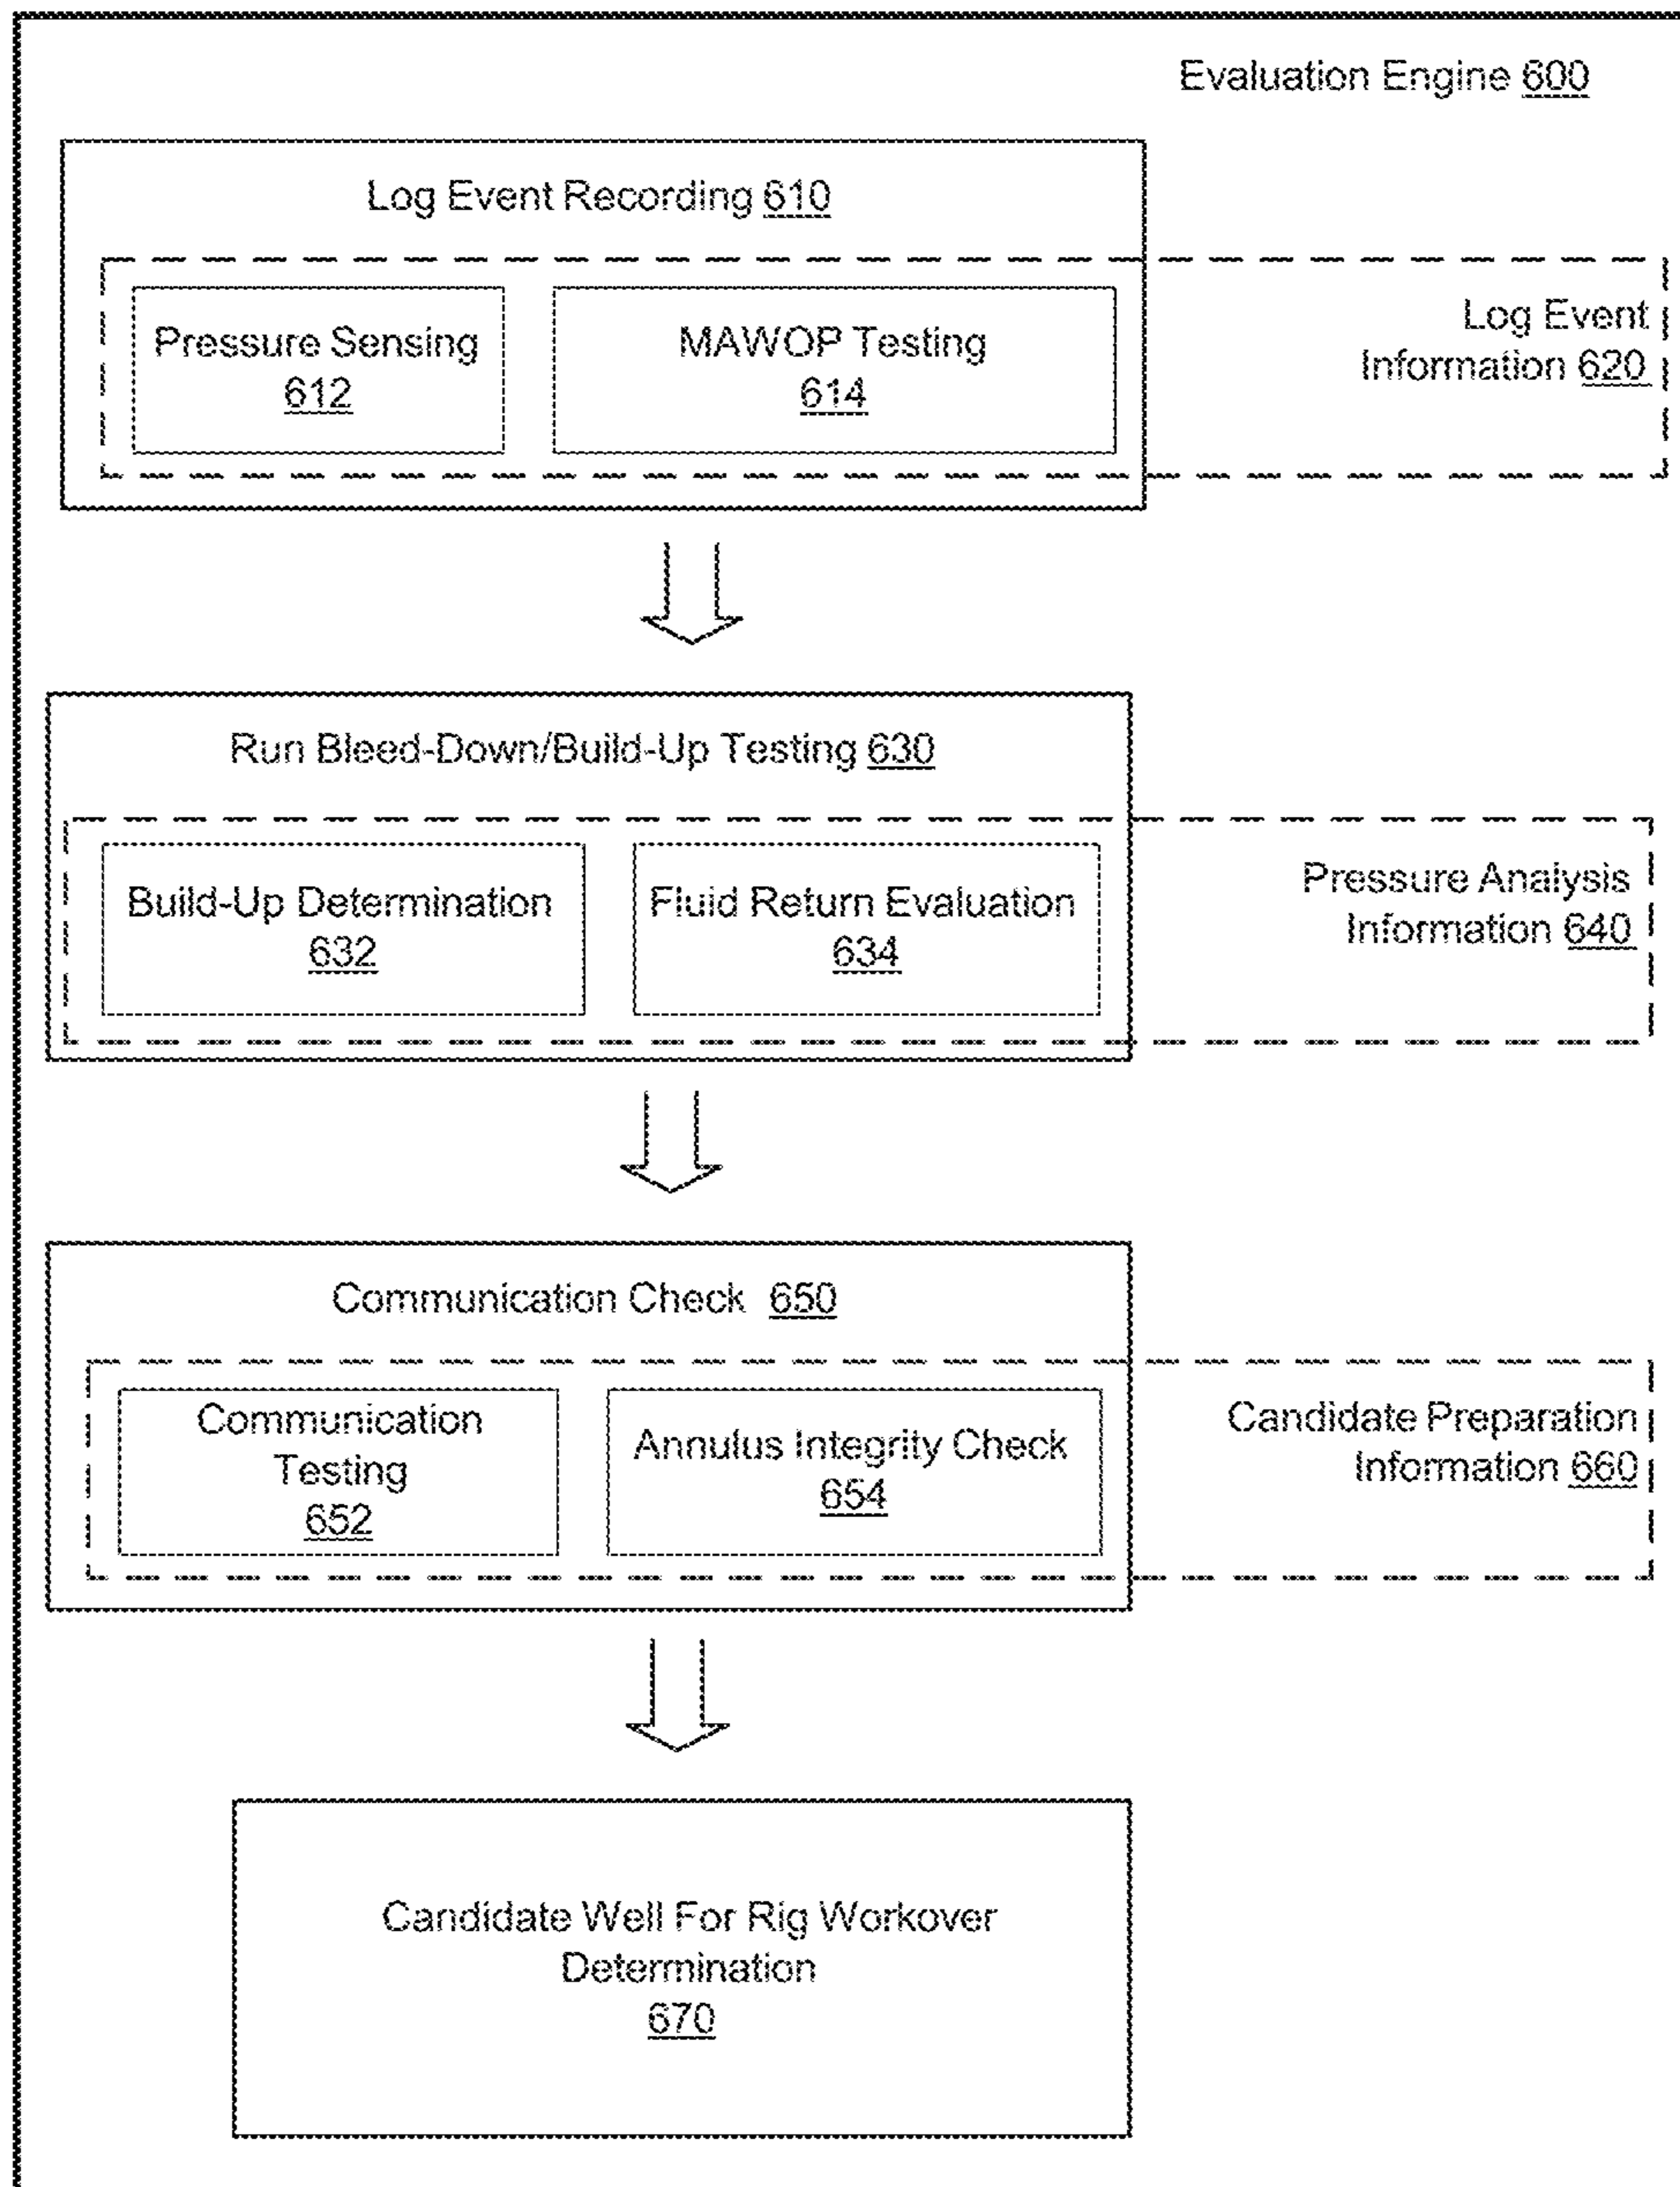 Evaluation Engine 600
Log Event Recording 610
Pressure Sensing
612
MAWOP Testing
614
Log Event
Information 620
Run Bleed-Down/Build-Up Testing 630
Build-Up Determination
632
Fluid Return Evaluation
634
Pressure Analysis
Information 640
Communication Check 650
Communication
Testing
652
Annulus Integrity Check
654
Candidate Preparation
Information 660
Candidate Well For Rig Workover
Determination
670